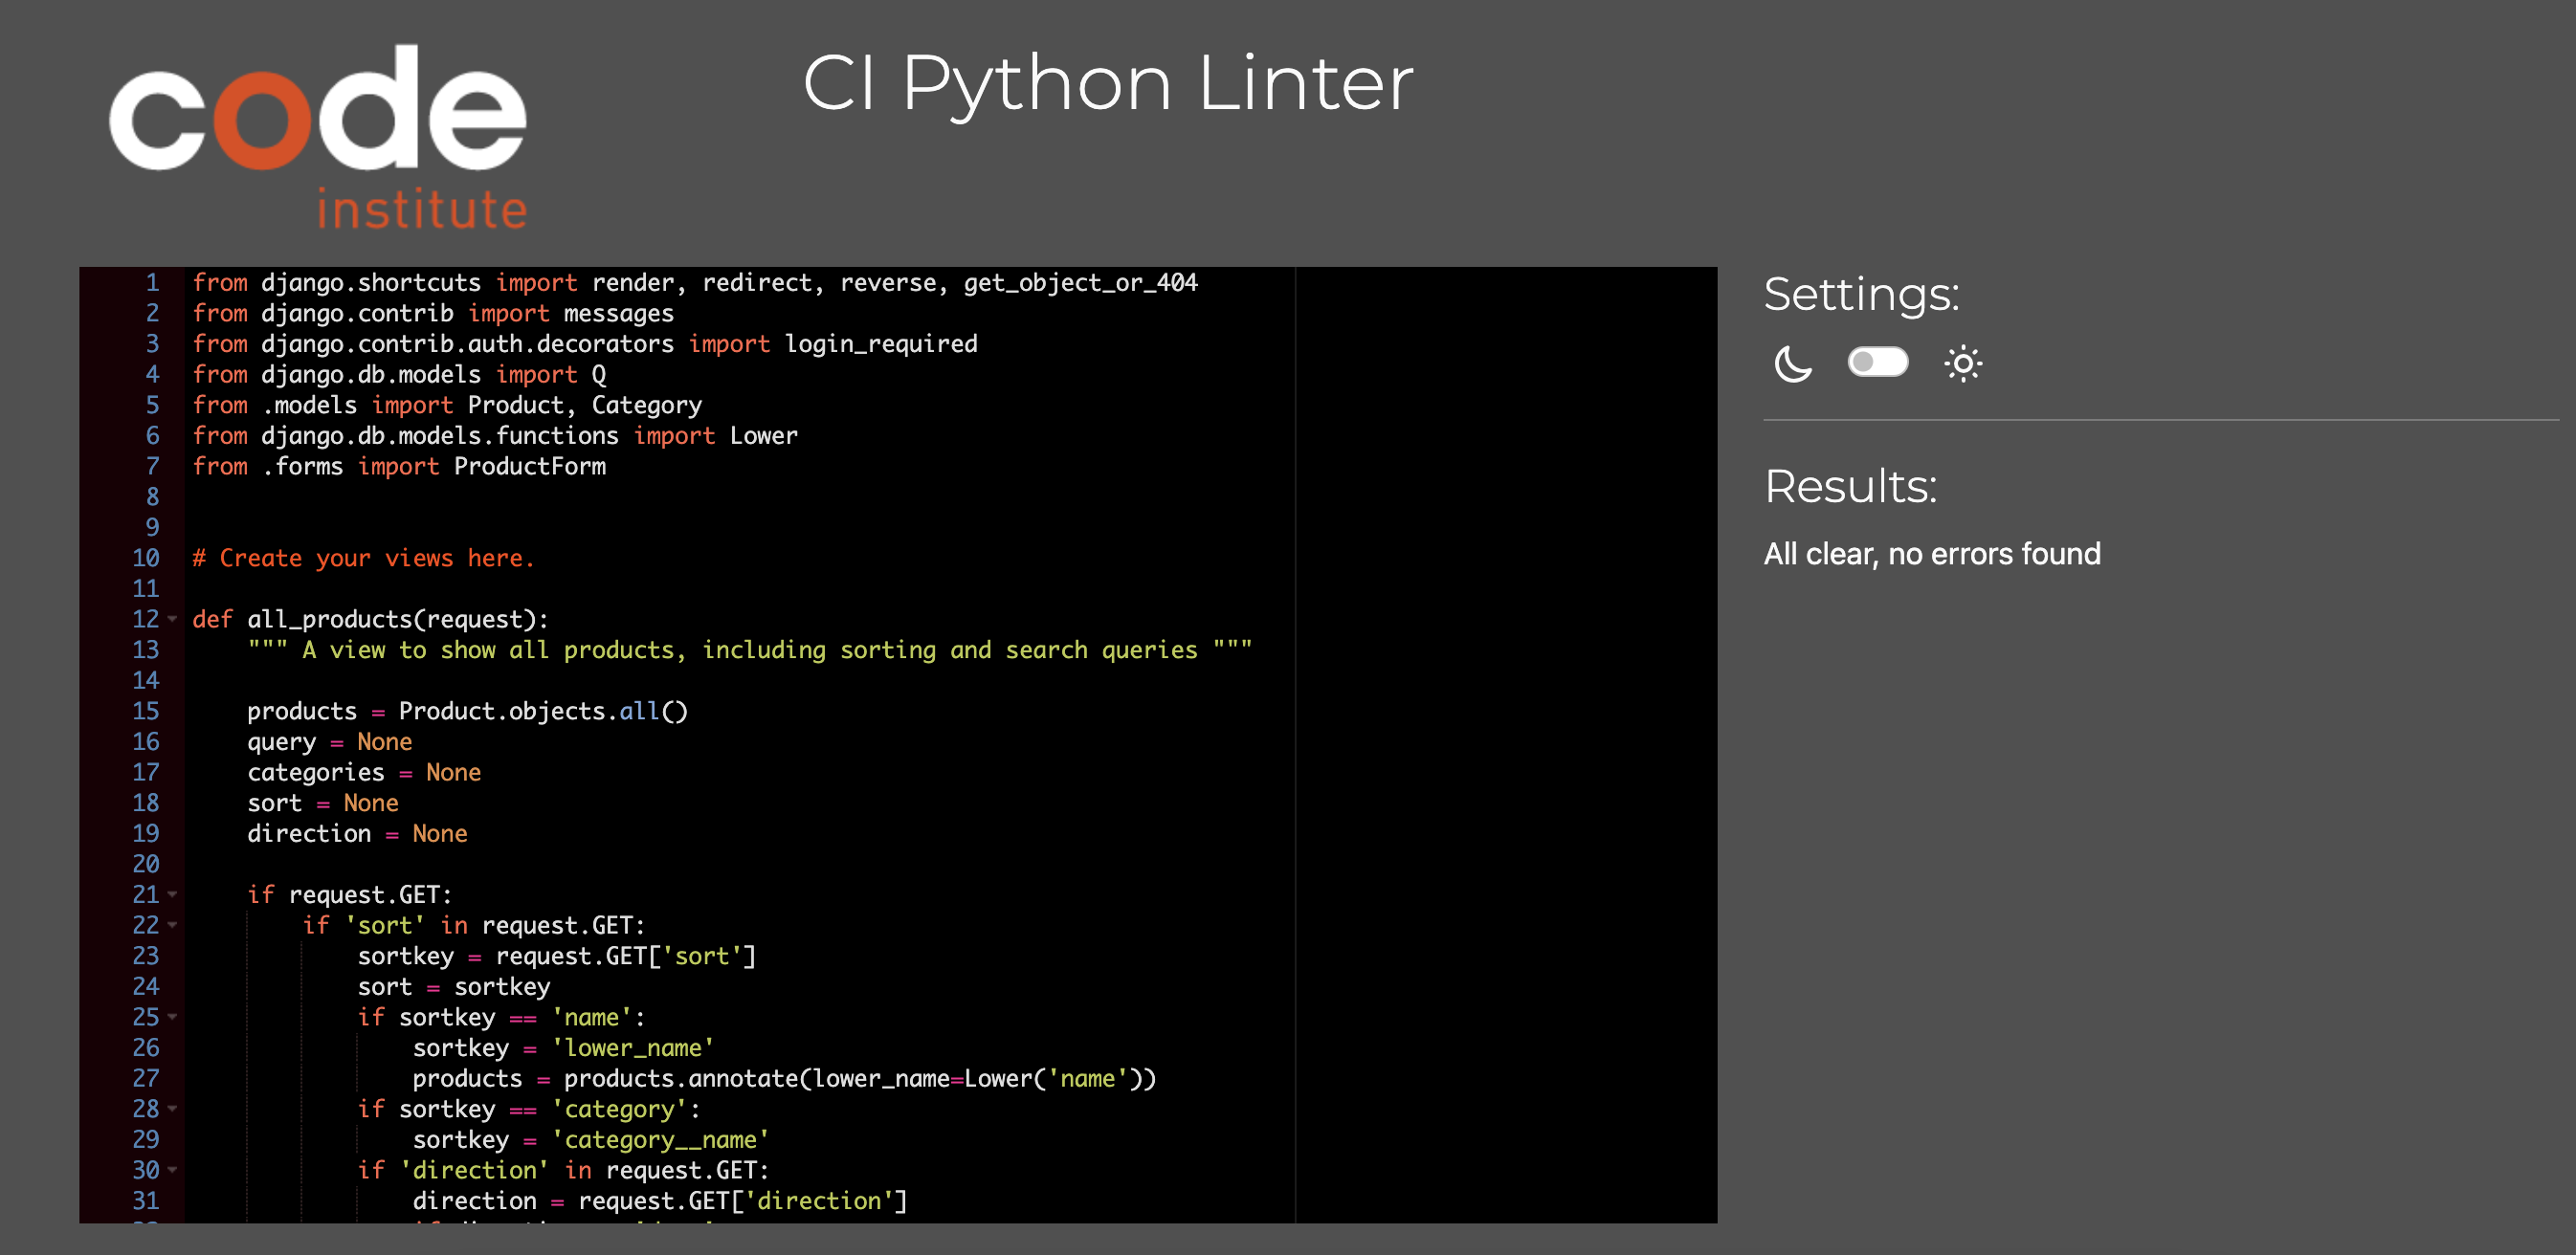 code
institute
CI Python Linter
1 from django.shortcuts import render, redirect, reverse, get_object_or_404
2 from django.contrib import messages
3 from django.contrib.auth.decorators import login_required
4 from django.db.models import Q
5 from .models import Product, Category
6 from django.db.models.functions import Lower
7 from .forms import ProductForm
8
9
10 # Create your views here.
11
12 def all_products(request):
13     """ A view to show all products, including sorting and search queries """
14
15     products = Product.objects.all()
16     query = None
17     categories = None
18     sort = None
19     direction = None
20
21     if request.GET:
22         if 'sort' in request.GET:
23             sortkey = request.GET['sort']
24             sort = sortkey
25             if sortkey == 'name':
26                 sortkey = 'lower_name'
27                 products = products.annotate(lower_name=Lower('name'))
28             if sortkey == 'category':
29                 sortkey = 'category__name'
30             if 'direction' in request.GET:
31                 direction = request.GET['direction']
Settings:
Results:
All clear, no errors found